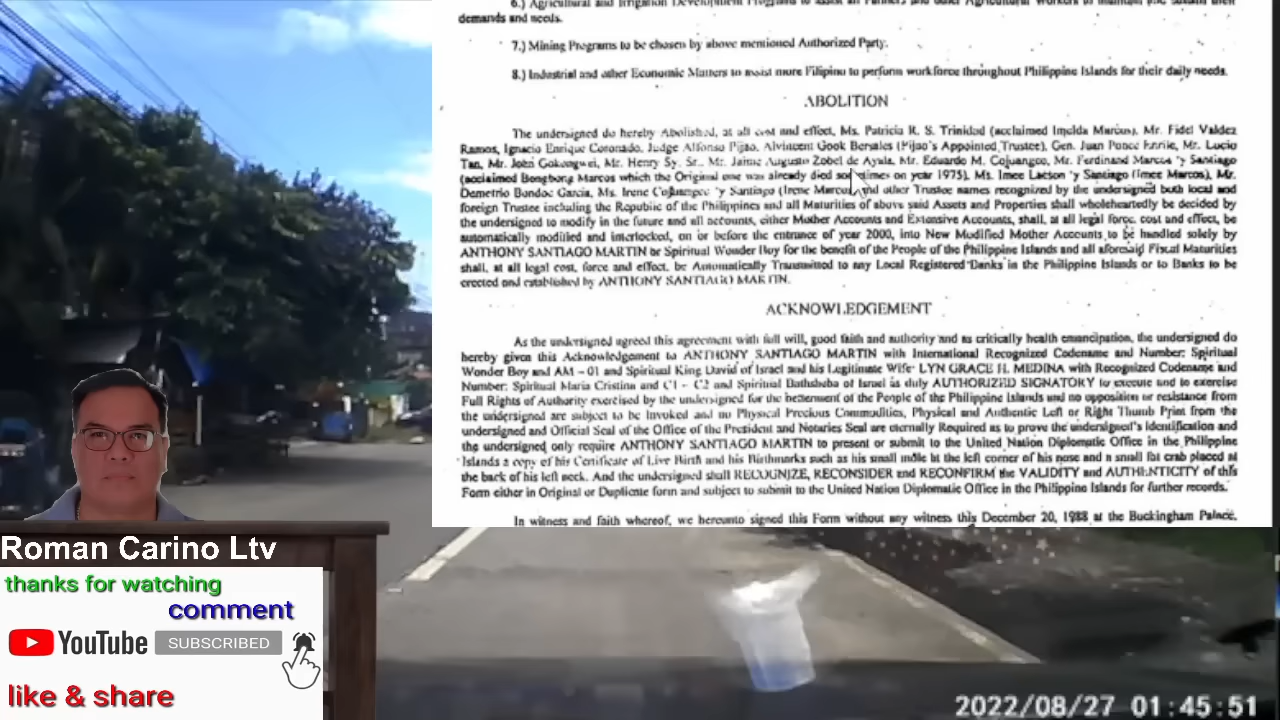 6.) Agricultural and Irrigation Development Programs to assist all Farmers and other Agricultural Workers to maintain and sustain their
demands and needs.
7.) Mining Programs to be chosen by above mentioned Authorized Party.
8.) Industrial and other Economic Matters to assist more Filipino to perform workforce throughout Philippine Islands for their daily needs.
ABOLITION
The undersigned do hereby Abolished, at all cost and effect, Ms. Patricia R. S. Trinidad (acclaimed Imelda Marcos), Mr. Fidel Valdez
Ramos, Ignacio Enrique Coronado, Judge Alfonso Pijao, Alvincent Gook Bersales (Pijao's Appointed Trustee), Gen. Juan Ponce Enrile, Mr. Lucio
Tan, Mr. John Gokongwei, Mr. Henry Sy, Sr., Mr. Jaime Augusto Zobel de Ayala, Mr. Eduardo M. Cojuangco, Mr. Ferdinand Marcos 'y Santiago
(acclaimed Bongbong Marcos which the Original one was already died sometimes on year 1975), Ms. Imee Lacson 'y Santiago (Imee Marcos), Mr.
Demetrio Bondoc Garcia, Ms. Irene Cojuangco 'y Santiago (Irene Marcos) and other Trustee names recognized by the undersigned both local and
foreign Trustee including the Republic of the Philippines and all Maturities of above said Assets and Properties shall wholeheartedly be decided by
the undersigned to modify in the future and all accounts, either Mother Accounts and Extensive Accounts, shall, at all legal force, cost and effect, be
automatically modified and interlocked, on or before the entrance of year 2000, into New Modified Mother Accounts to be handled solely by
ANTHONY SANTIAGO MARTIN or Spiritual Wonder Boy for the benefit of the People of the Philippine Islands and all aforesaid Fiscal Maturities
shall, at all legal cost, force and effect, be Automatically Transmitted to any Local Registered Banks in the Philippine Islands or to Banks to be
erected and established by ANTHONY SANTIAGO MARTIN.
ACKNOWLEDGEMENT
As the undersigned agreed this agreement with full will, good faith and authority and as critically health emancipation, the undersigned do
hereby given this Acknowledgement to ANTHONY SANTIAGO MARTIN with International Recognized Codename and Number: Spiritual
Wonder Boy and AM - 01 and Spiritual King David of Israel and his Legitimate Wife LYN GRACE H. MEDINA with Recognized Codename and
Number: Spiritual Maria Cristina and C1 - C2 and Spiritual Bathsheba of Israel is duly AUTHORIZED SIGNATORY to execute and to exercise
Full Rights of Authority exercised by the undersigned for the betterment of the People of the Philippine Islands and no opposition or resistance from
the undersigned are subject to be Invoked and no Physical Precious Commodities, Physical and Authentic Left or Right Thumb Print from the
undersigned and Official Seal of the Office of the President and Notaries Seal are eternally Required as to prove the undersigned's Identification and
the undersigned only require ANTHONY SANTIAGO MARTIN to present or submit to the United Nation Diplomatic Office in the Philippine
Islands a copy of his Certificate of Live Birth and his Birthmarks such as his small mole at the left corner of his nose and a small fat crab placed at
the back of his left neck. And the undersigned shall RECOGNIZE, RECONSIDER and RECONFIRM the VALIDITY and AUTHENTICITY of this
Form either in Original or Duplicate form and subject to submit to the United Nation Diplomatic Office in the Philippine Islands for further records.
In witness and faith whereof, we hereunto signed this Form without any witness this December 20, 1988 at the Buckingham Palace,
Roman Carino Ltv
thanks for watching
comment
YouTube SUBSCRIBED
like & share
2022/08/27 01:45:51